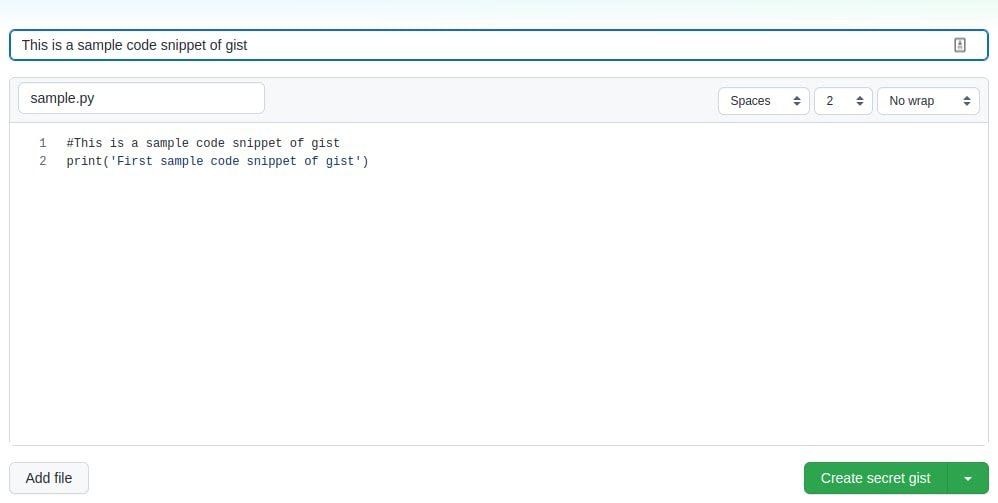 This is a sample code snippet of gist
sample.py
Spaces
2
No wrap
1 #This is a sample code snippet of gist
2 print('First sample code snippet of gist')
Add file
Create secret gist